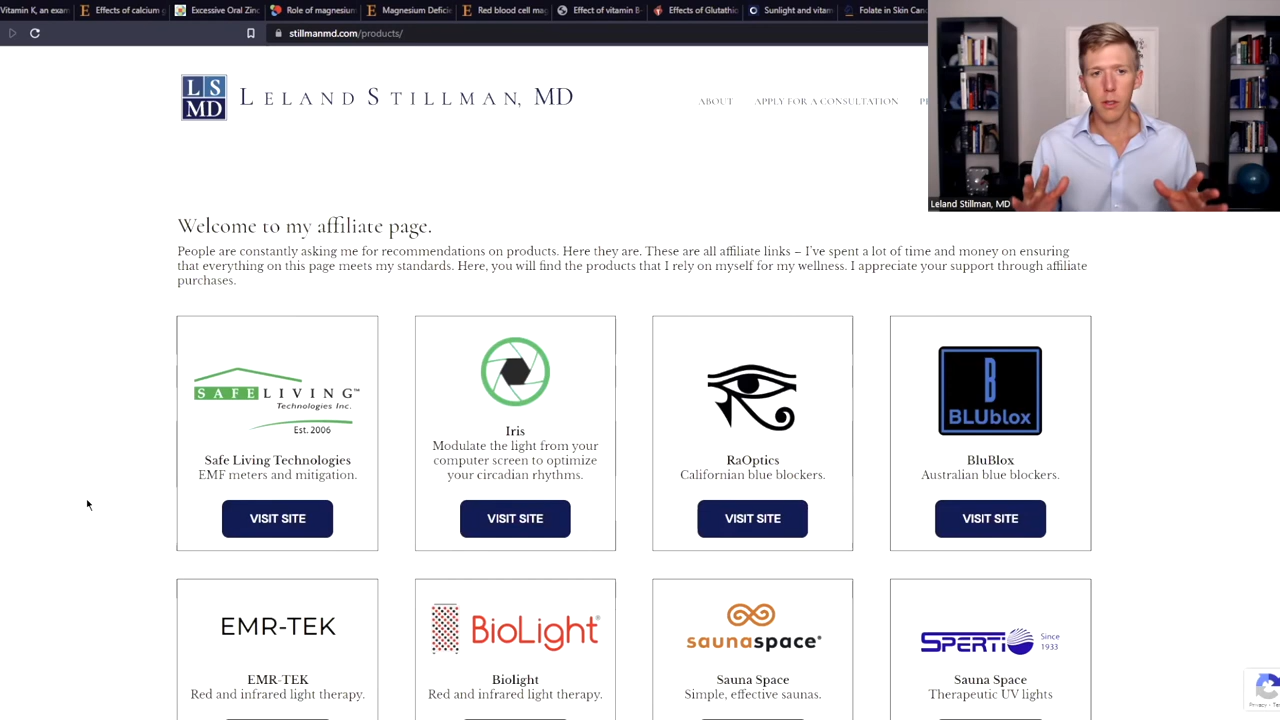 Vitamin K, an exam
Effects of calcium
Excessive Oral Zinc
Role of magnesium
Magnesium Defici
Red blood cell mag
Effect of vitamin B
Effects of Glutathio
Sunlight and vitam
Folate in Skin Canc
stillmanmd.com/products/
LS
MD
LELAND STILLMAN, MD
ABOUT
APPLY FOR A CONSULTATION
Leland Stillman, MD
Welcome to my affiliate page.
People are constantly asking me for recommendations on products. Here they are. These are all affiliate links – I've spent a lot of time and money on ensuring
that everything on this page meets my standards. Here, you will find the products that I rely on myself for my wellness. I appreciate your support through affiliate
purchases.
SAFELIVING™
Technologies Inc.
Est. 2006
Safe Living Technologies
EMF meters and mitigation.
VISIT SITE
Iris
Modulate the light from your
computer screen to optimize
your circadian rhythms.
VISIT SITE
RaOptics
Californian blue blockers.
VISIT SITE
B
BLUblox
BluBlox
Australian blue blockers.
VISIT SITE
EMR-TEK
EMR-TEK
Red and infrared light therapy.
BIOLIGHT®
Biolight
Red and infrared light therapy.
saunaspace®
Sauna Space
Simple, effective saunas.
SPERTI
Since
1933
Sauna Space
Therapeutic UV lights